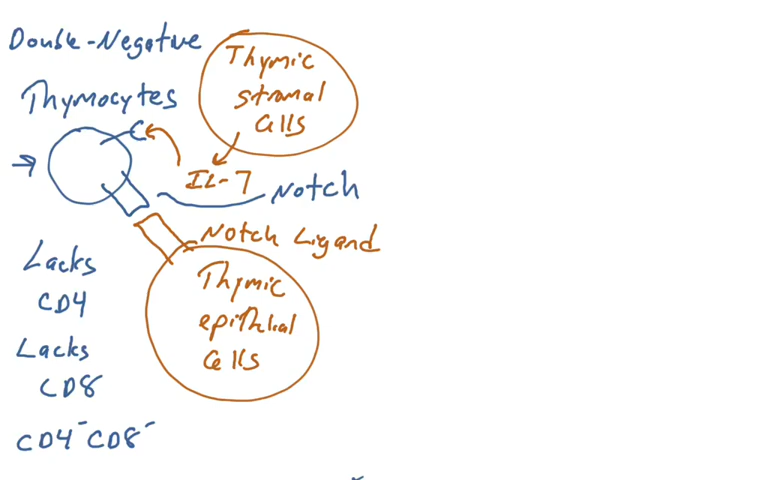 Double-Negative
Thymocytes
Thymic
stromal
Cells
IL-7
Notch
Notch Ligand
Thymic
epithlial
Cells
Lacks
CD4
Lacks
CD8
CD4⁻CD8⁻